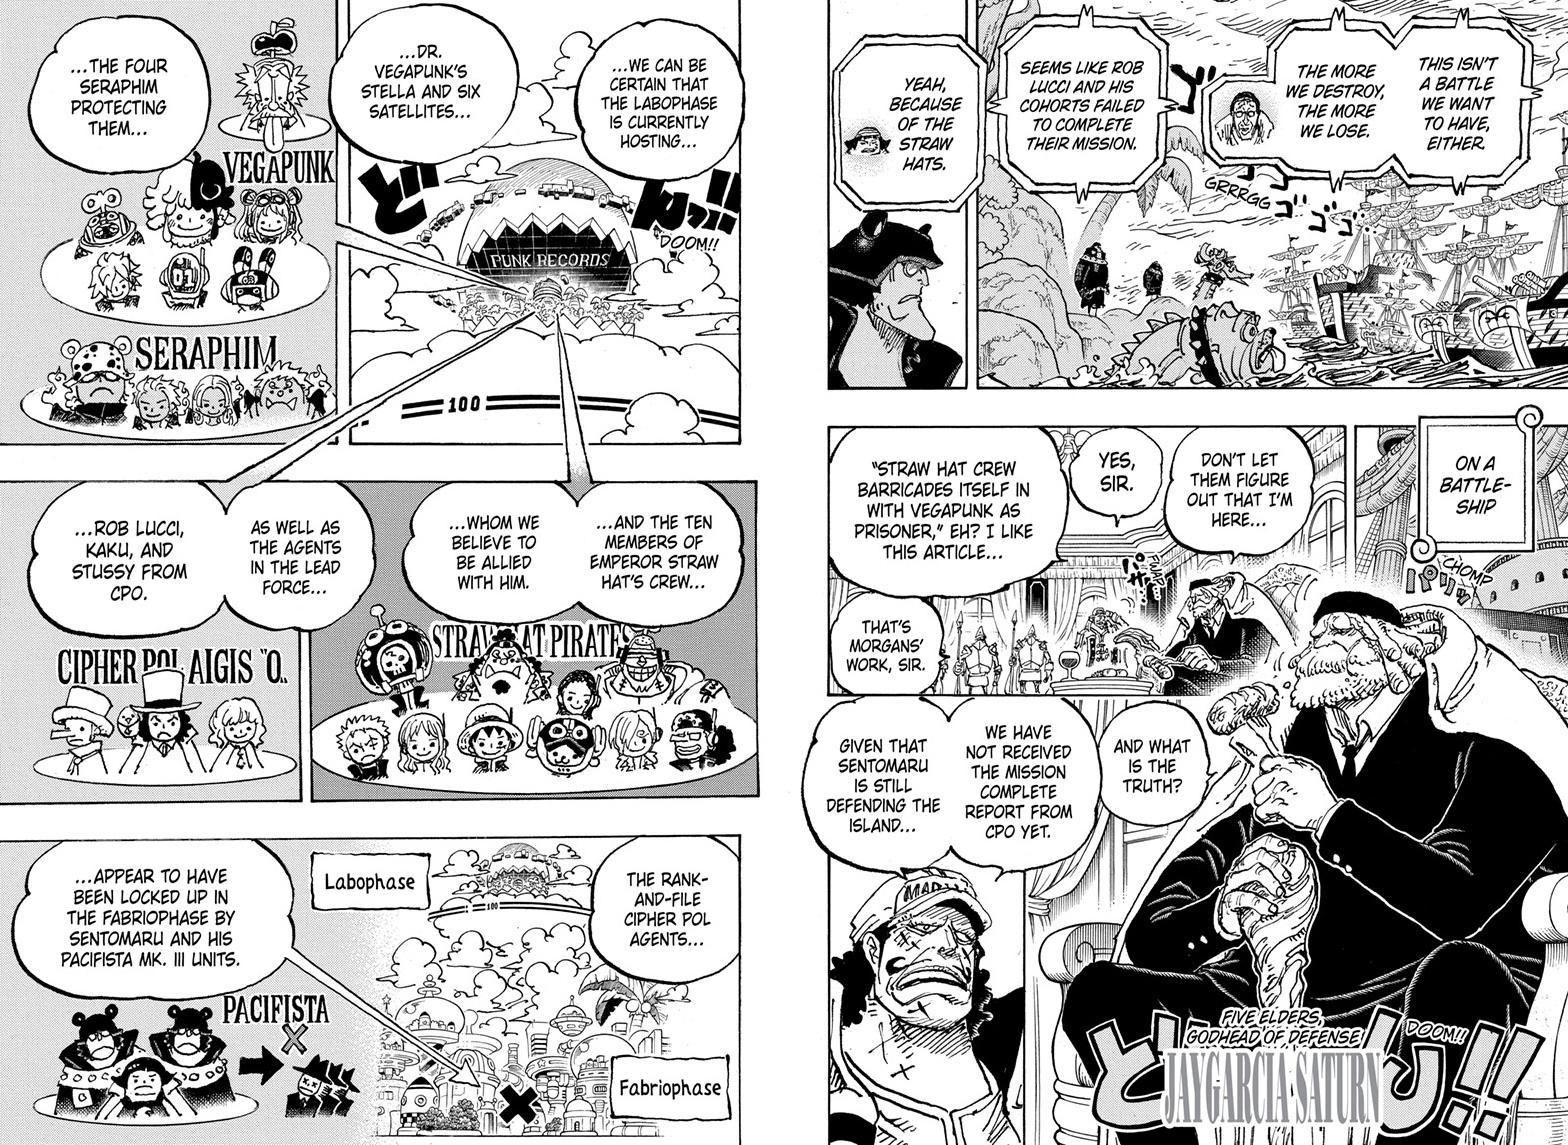 THIS ISN'T
A BATTLE
WE WANT
TO HAVE,
EITHER.
THE MORE
WE DESTROY,
THE MORE
WE LOSE.
GRRRGG
ゴゴゴ
SEEMS LIKE ROB
LUCCI AND HIS
COHORTS FAILED
TO COMPLETE
THEIR MISSION.
YEAH,
BECAUSE
OF THE
STRAW
HATS.
ON A
BATTLE-
SHIP
CHOMP
DON'T LET
THEM FIGURE
OUT THAT I'M
HERE...
YES,
SIR.
"STRAW HAT CREW
BARRICADES ITSELF IN
WITH VEGAPUNK AS
PRISONER," EH? I LIKE
THIS ARTICLE...
THAT'S
MORGANS'
WORK, SIR.
AND WHAT
IS THE
TRUTH?
WE HAVE
NOT RECEIVED
THE MISSION
COMPLETE
REPORT FROM
CPO YET.
GIVEN THAT
SENTOMARU
IS STILL
DEFENDING THE
ISLAND...
FIVE ELDERS,
GODHEAD OF DEFENSE
JAYGARCIA SATURN
DOOM!!
...WE CAN BE
CERTAIN THAT
THE LABOPHASE
IS CURRENTLY
HOSTING...
...DR.
VEGAPUNK'S
STELLA AND SIX
SATELLITES...
DOOM!!
PUNK RECORDS
100
...THE FOUR
SERAPHIM
PROTECTING
THEM...
VEGAPUNK
01
SERAPHIM
...AND THE TEN
MEMBERS OF
EMPEROR STRAW
HAT'S CREW...
...WHOM WE
BELIEVE TO
BE ALLIED
WITH HIM.
STRAW HAT PIRATES
AS WELL AS
THE AGENTS
IN THE LEAD
FORCE...
...ROB LUCCI,
KAKU, AND
STUSSY FROM
CPO.
CIPHER POL AIGIS "0"
THE RANK-
AND-FILE
CIPHER POL
AGENTS...
Labophase
100
Fabriophase
...APPEAR TO HAVE
BEEN LOCKED UP IN
THE FABRIOPHASE BY
SENTOMARU AND HIS
PACIFISTA MK. III UNITS.
PACIFISTA